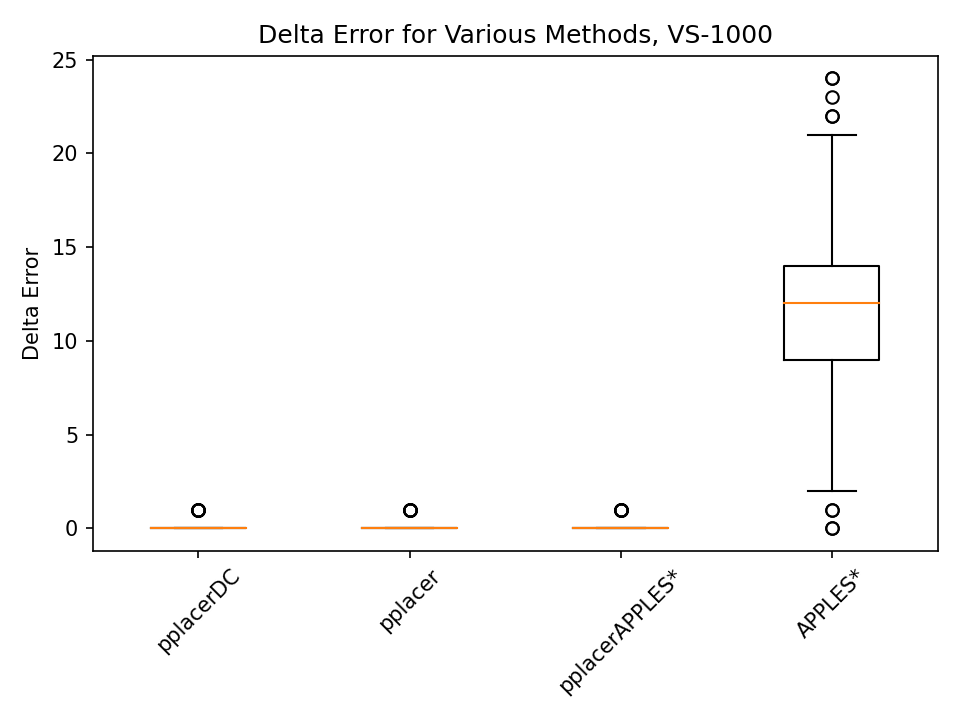 Delta Error for Various Methods, VS-1000
Delta Error
25
20
15
10
5
0
pplacerDC
pplacer
pplacerAPPLES*
APPLES*